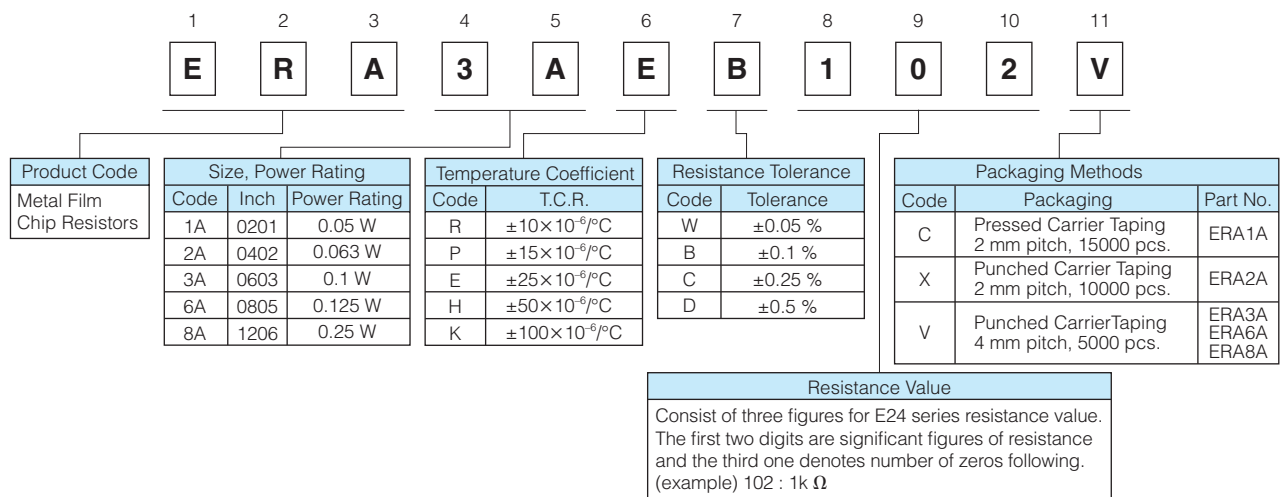 1 2 3 4 5 6 7 8 9 10 11
E R A 3 A E B 1 0 2 V
Product Code
Metal Film
Chip Resistors
Size, Power Rating
Code Inch Power Rating
1A 0201 0.05 W
2A 0402 0.063 W
3A 0603 0.1 W
6A 0805 0.125 W
8A 1206 0.25 W
Temperature Coefficient
Code T.C.R.
R ±10×10⁻⁶/°C
P ±15×10⁻⁶/°C
E ±25×10⁻⁶/°C
H ±50×10⁻⁶/°C
K ±100×10⁻⁶/°C
Resistance Tolerance
Code Tolerance
W ±0.05 %
B ±0.1 %
C ±0.25 %
D ±0.5 %
Packaging Methods
Code Packaging Part No.
C Pressed Carrier Taping ERA1A
2 mm pitch, 15000 pcs.
X Punched Carrier Taping ERA2A
2 mm pitch, 10000 pcs.
V Punched CarrierTaping
4 mm pitch, 5000 pcs.
ERA3A
ERA6A
ERA8A
Resistance Value
Consist of three figures for E24 series resistance value.
The first two digits are significant figures of resistance
and the third one denotes number of zeros following.
(example) 102 : 1k Ω